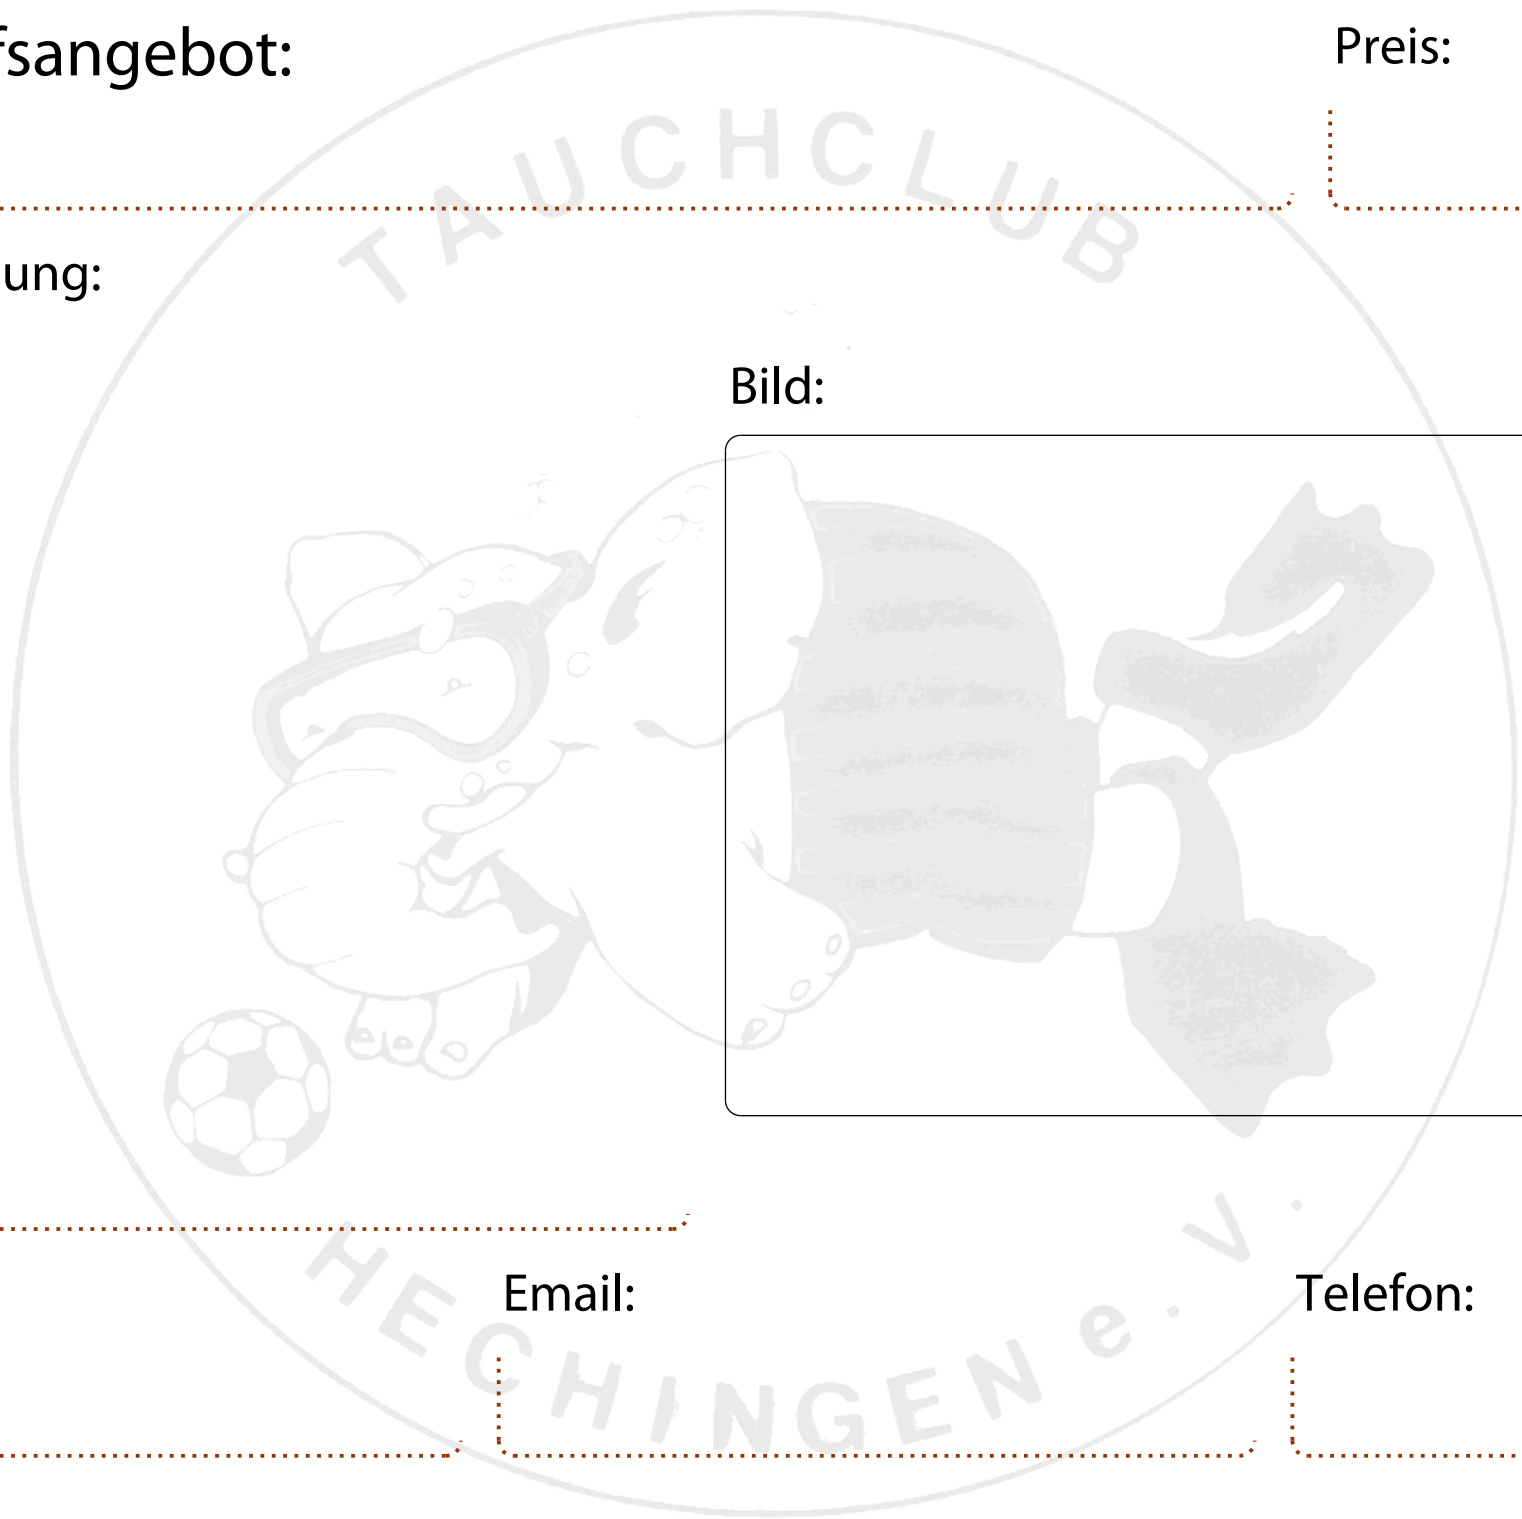 fsangebot:
Preis:
TAUCHCLUB
ung:
Bild:
Email:
Telefon:
HECHINGEN e. V.